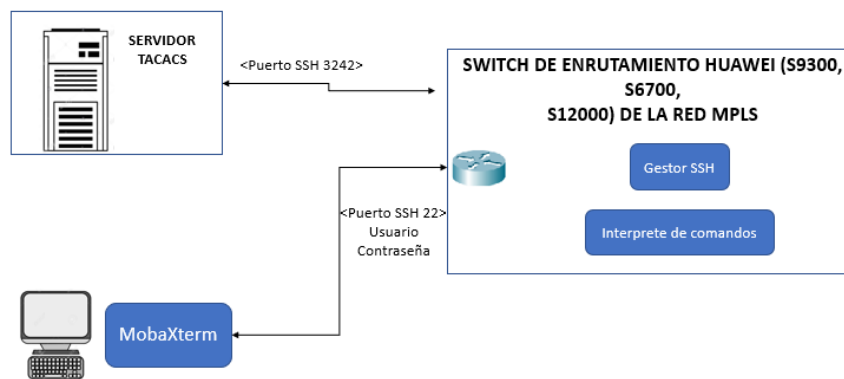 SERVIDOR
TACACS
<Puerto SSH 3242>
SWITCH DE ENRUTAMIENTO HUAWEI (S9300,
S6700,
S12000) DE LA RED MPLS
Gestor SSH
<Puerto SSH 22>
Usuario
Contraseña
Interprete de comandos
MobaXterm